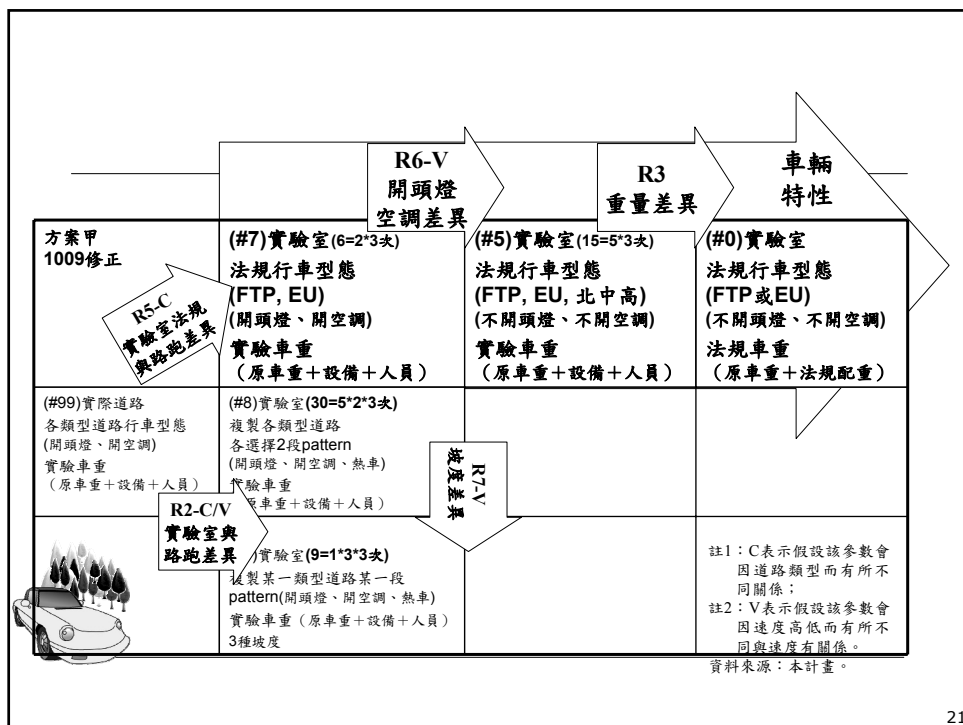 R6-V
開頭燈
空調差異
R3
重量差異
車輛
特性
方案甲
1009修正
R5-C
實驗室法規
與路跑差異
(#7)實驗室(6=2*3次)
法規行車型態
(FTP, EU)
(開頭燈、開空調)
實驗車重
（原車重＋設備＋人員）
(#5)實驗室(15=5*3次)
法規行車型態
(FTP, EU, 北中高)
(不開頭燈、不開空調)
實驗車重
（原車重＋設備＋人員）
(#0)實驗室
法規行車型態
(FTP或EU)
(不開頭燈、不開空調)
法規車重
（原車重＋法規配重）
(#99)實際道路
各類型道路行車型態
(開頭燈、開空調)
實驗車重
（原車重＋設備＋人員）
(#8)實驗室(30=5*2*3次)
複製各類型道路
各選擇2段pattern
(開頭燈、開空調、熱車)
實驗車重
原車重＋設備＋人員）
R7-V
坡度差異
R2-C/V
實驗室與
路跑差異
)實驗室(9=1*3*3次)
複製某一類型道路某一段
pattern(開頭燈、開空調、熱車)
實驗車重（原車重＋設備＋人員）
3種坡度
註1：C表示假設該參數會
因道路類型而有所不
同關係；
註2：V表示假設該參數會
因速度高低而有所不
同與速度有關係。
資料來源：本計畫。
21